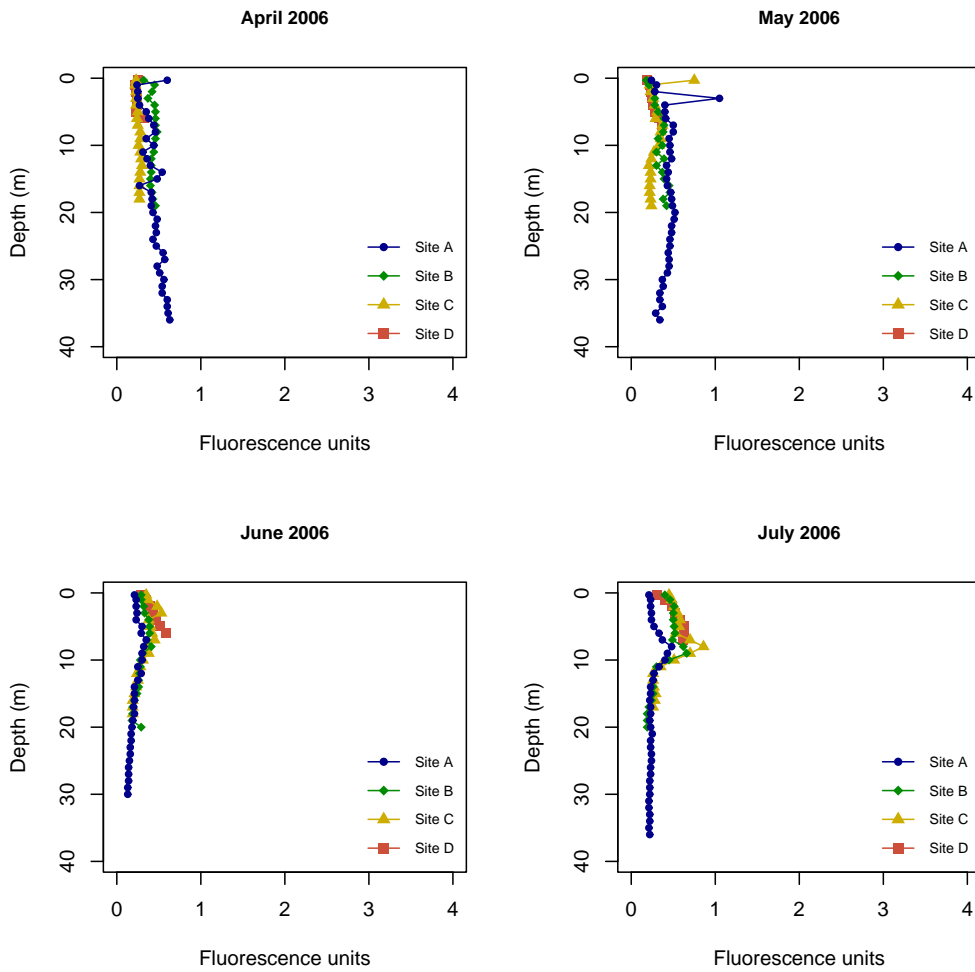 April 2006
Depth (m)
0
10
20
30
40
Site A
Site B
Site C
Site D
0 1 2 3 4
Fluorescence units
May 2006
Depth (m)
0
10
20
30
40
Site A
Site B
Site C
Site D
0 1 2 3 4
Fluorescence units
June 2006
Depth (m)
0
10
20
30
40
Site A
Site B
Site C
Site D
0 1 2 3 4
Fluorescence units
July 2006
Depth (m)
0
10
20
30
40
Site A
Site B
Site C
Site D
0 1 2 3 4
Fluorescence units